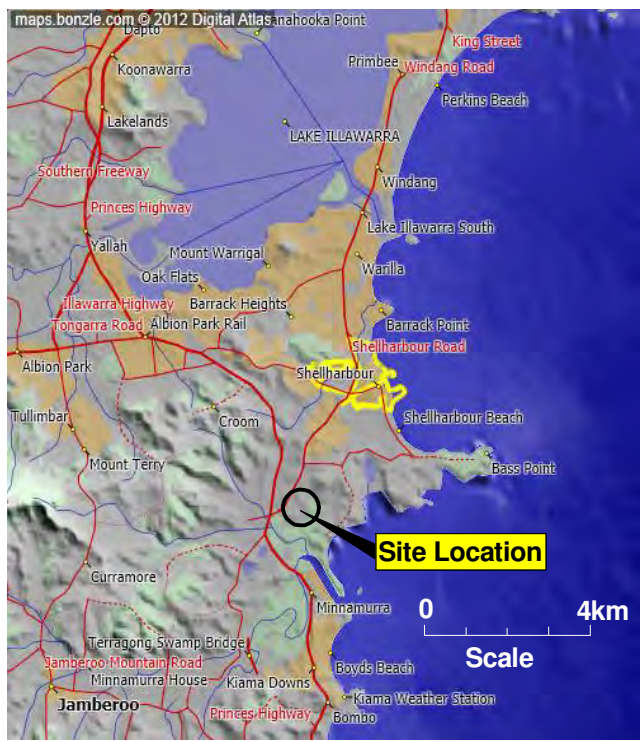 maps.bonzle.com © 2012 Digital Atlas
anahooka Point
Dapto
King Street
Koonawarra
Primbee
Windang Road
Perkins Beach
Lakelands
LAKE ILLAWARRA
Southern Freeway
Windang
Princes Highway
Lake Illawarra South
Yallah
Mount Warrigal
Warilla
Oak Flats
Illawarra Highway
Barrack Heights
Barrack Point
Tongarra Road
Albion Park Rail
Shellharbour Road
Albion Park
Shellharbour
Tullimbar
Croom
Shellharbour Beach
Mount Terry
Bass Point
Site Location
Curramore
Minnamurra
0 4km
Scale
Terragong Swamp Bridge
Jamberoo Mountain Road
Boyds Beach
Minnamurra House
Kiama Downs
Kiama Weather Station
Jamberoo
Princes Highway
Bombo